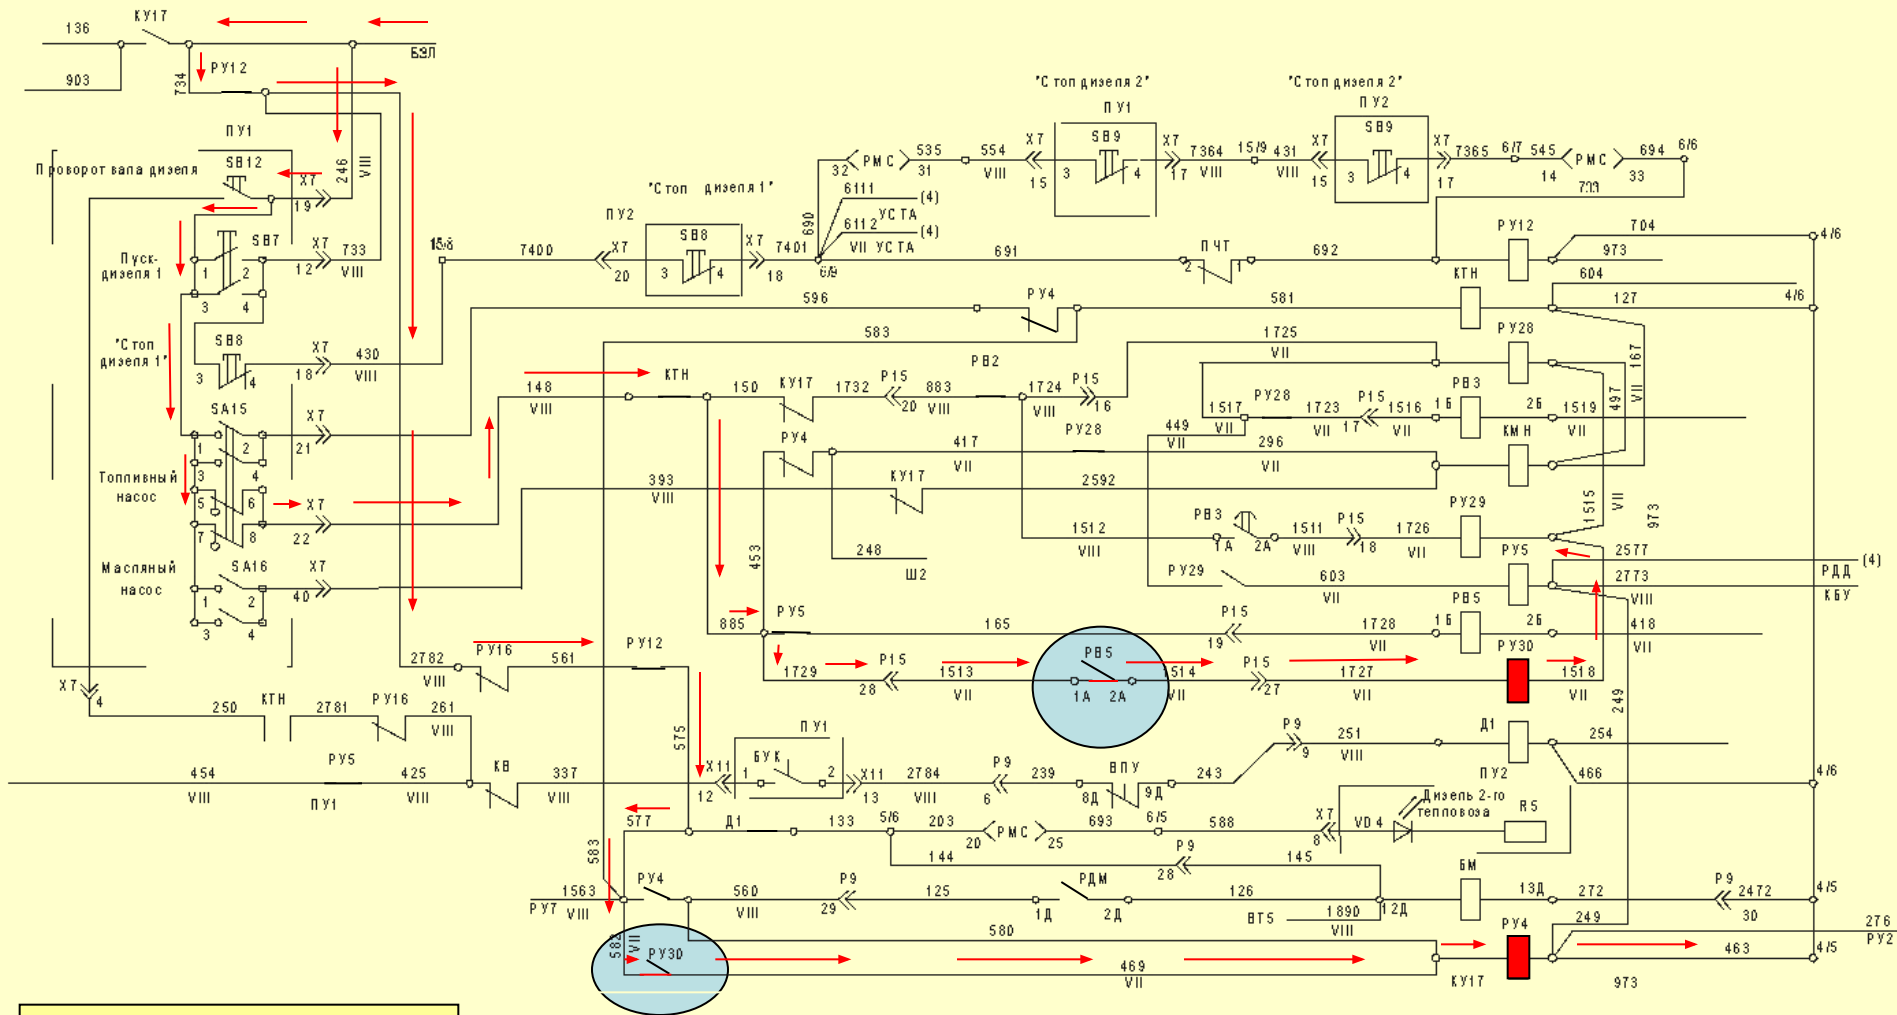 КУ17
136
БЭЛ
903
734
РУ12
246
VIII
ПУ1
Проворот вала дизеля
SB12
Х7
19
Пуск-
дизеля 1
SB7
1 2
3 4
Х7
12
733
VIII
"Стоп
дизеля 1"
SB8
3 4
Х7
18
430
VIII
15/8
SA15
1 2
3 4
Х7
21
Топливный
насос
5 6
7 8
Х7
22
Масляный
насос
SA16
1 2
3 4
Х7
40
7400
ПУ2
"Стоп дизеля 1"
Х7
20
SB8
3 4
Х7
18
7401
6/9
690
32
РМС
535
31
6111
(4)
УСТА
6112
(4)
VII УСТА
554
VIII
"Стоп дизеля 2"
ПУ1
Х7
15
SB9
3 4
Х7
17
7364
VIII
15/9
431
VIII
"Стоп дизеля 2"
ПУ2
Х7
15
SB9
3 4
Х7
17
7365
6/7
545
14
РМС
694
33
6/6
691
ПЧТ
2 1
692
РУ12
704
973
4/6
596
РУ4
581
КТН
604
127
4/6
583
1725
VII
РУ28
167
VII
497
148
VIII
КТН
150
КУ17
1732
Р15
20
883
VIII
РВ2
1724
VIII
Р15
16
1517
VII
РУ28
1723
VII
Р15
17
1516
VII
РВ3
1Б 2Б
1519
VII
449
VII
РУ4
417
VII
РУ28
296
VII
КМН
393
VIII
КУ17
2592
1515
VII
973
1512
VIII
РВ3
1А 2А
1511
VIII
Р15
18
1726
VII
РУ29
453
248
Ш2
РУ29
603
VII
РУ5
2577
(4)
РДД
2773
VIII
КБУ
885
РУ5
165
Р15
19
1728
VII
РВ5
1Б 2Б
418
VII
1729
VII
Р15
28
1513
VII
РВ5
1А 2А
1514
VII
Р15
27
1727
VII
РУ30
1518
VII
249
2782
VIII
РУ16
561
РУ12
575
Х7
4
250
КТН
2781
РУ16
261
VIII
454
VIII
РУ5
ПУ1
425
VIII
КВ
337
VIII
Х11
12
ПУ1
БУК
1 2
Х11
13
2784
VIII
Р9
6
239
ВПУ
8Д 9Д
243
Р9
9
251
VIII
Д1
254
466
4/6
577
Д1
133
5/6
203
20
РМС
25
693
6/5
588
Х7
8
ПУ2
VD4
Дизель 2-го
тепловоза
R5
583
144
Р9
28
145
1563
VIII
РУ7
РУ4
560
VIII
Р9
29
125
РДМ
1Д 2Д
126
1890
VIII
ВТ5
12Д
БМ
13Д
272
Р9
30
2472
4/5
582
VII
580
РУ30
469
VII
РУ4
КУ17
249
276
РУ2
463
4/5
973